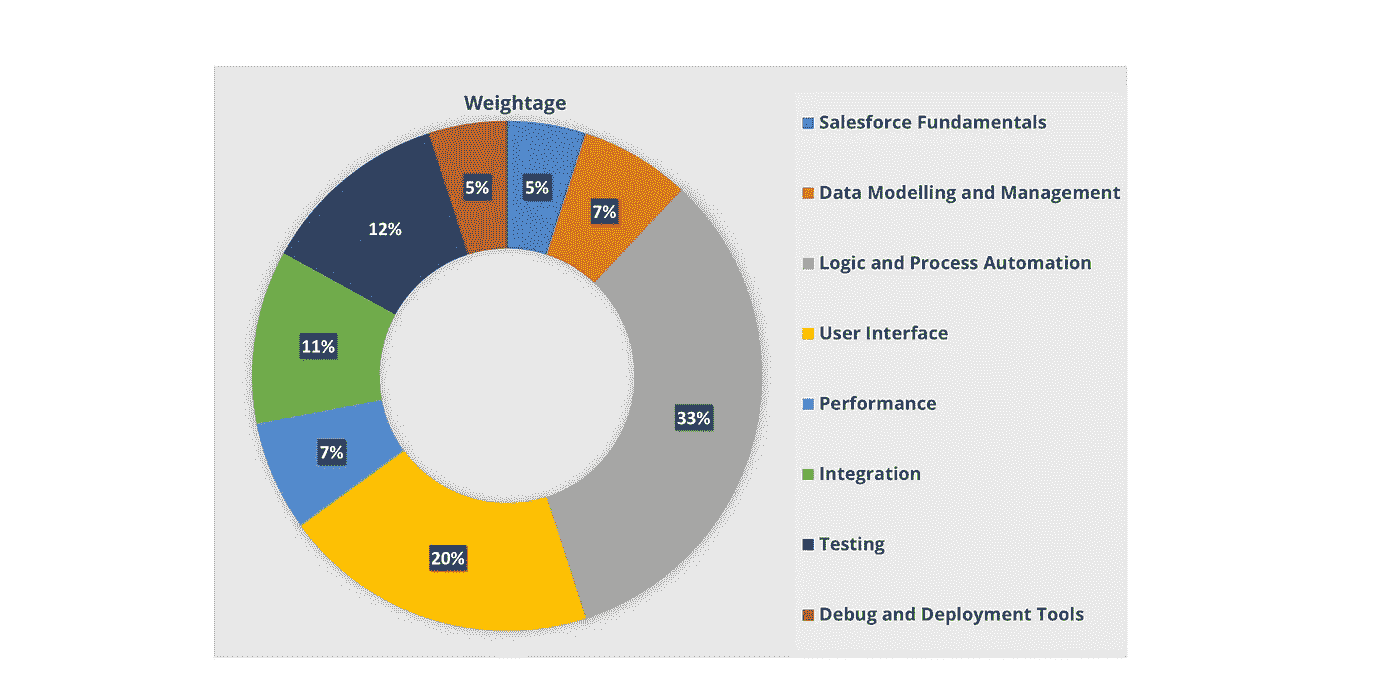 Weightage
5%
5%
7%
12%
11%
7%
33%
20%
Salesforce Fundamentals
Data Modelling and Management
Logic and Process Automation
User Interface
Performance
Integration
Testing
Debug and Deployment Tools